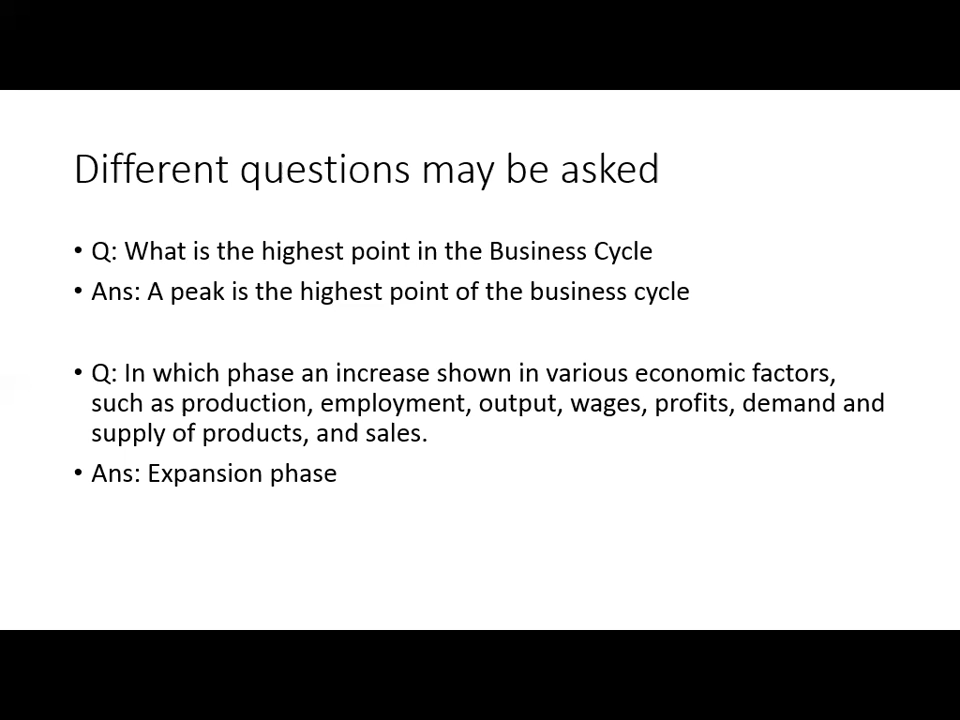 Different questions may be asked
• Q: What is the highest point in the Business Cycle
• Ans: A peak is the highest point of the business cycle
• Q: In which phase an increase shown in various economic factors,
such as production, employment, output, wages, profits, demand and
supply of products, and sales.
• Ans: Expansion phase